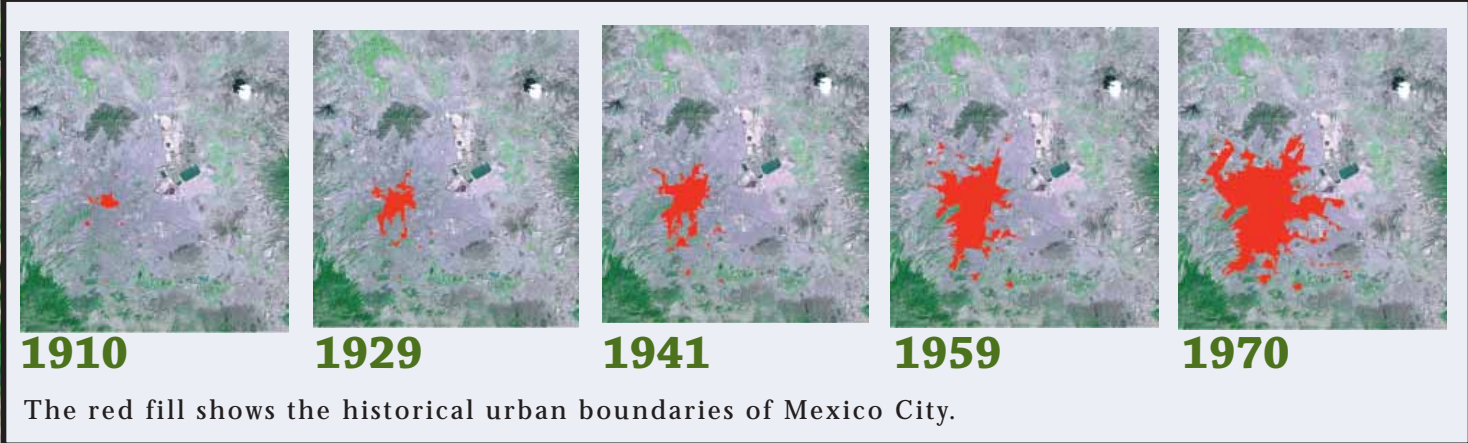 1910 1929 1941 1959 1970
The red fill shows the historical urban boundaries of Mexico City.